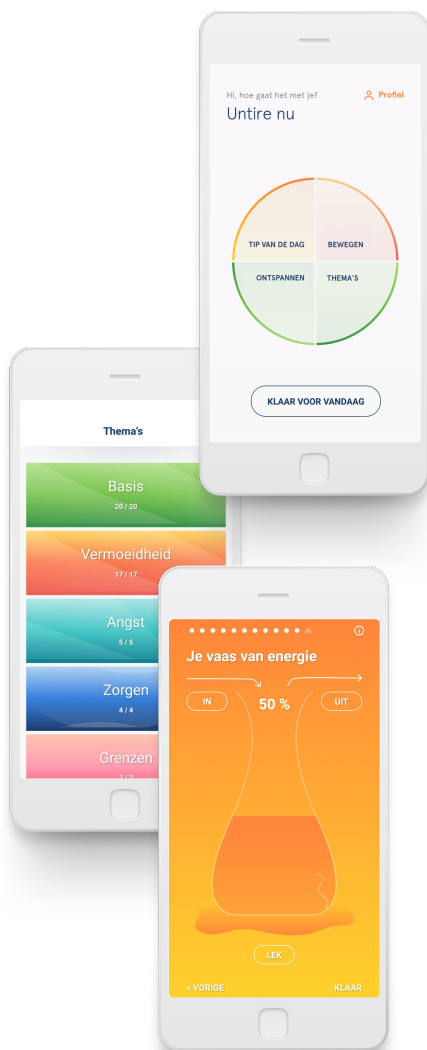 Hi, hoe gaat het met je?
Profiel
Untire nu
TIP VAN DE DAG
BEWEGEN
ONTSPANNEN
THEMA'S
KLAAR VOOR VANDAAG
Thema's
Basis
20 / 20
Vermoeidheid
17 / 17
Angst
5 / 5
Zorgen
4 / 4
Grenzen
7 / 7
Je vaas van energie
IN
50 %
UIT
LEK
< VORIGE
KLAAR